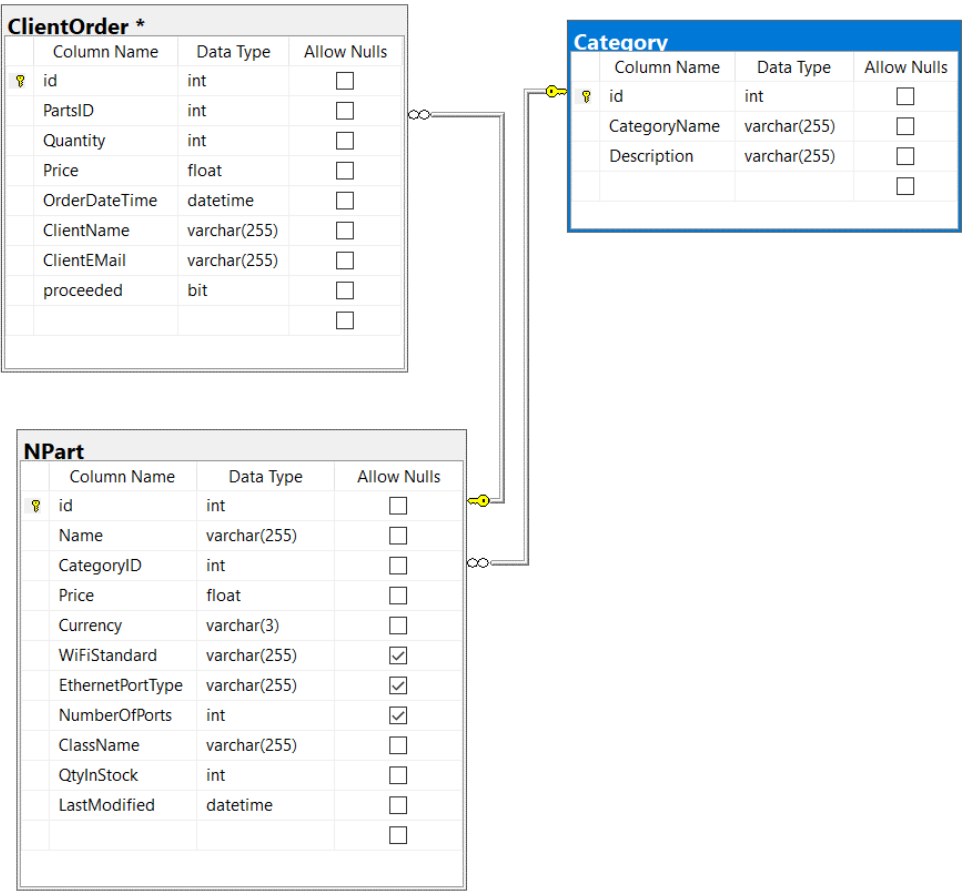 ClientOrder *
Column Name Data Type Allow Nulls
id int
PartsID int
Quantity int
Price float
OrderDateTime datetime
ClientName varchar(255)
ClientEMail varchar(255)
proceeded bit
Category
Column Name Data Type Allow Nulls
id int
CategoryName varchar(255)
Description varchar(255)
NPart
Column Name Data Type Allow Nulls
id int
Name varchar(255)
CategoryID int
Price float
Currency varchar(3)
WiFiStandard varchar(255)
EthernetPortType varchar(255)
NumberOfPorts int
ClassName varchar(255)
QtyInStock int
LastModified datetime